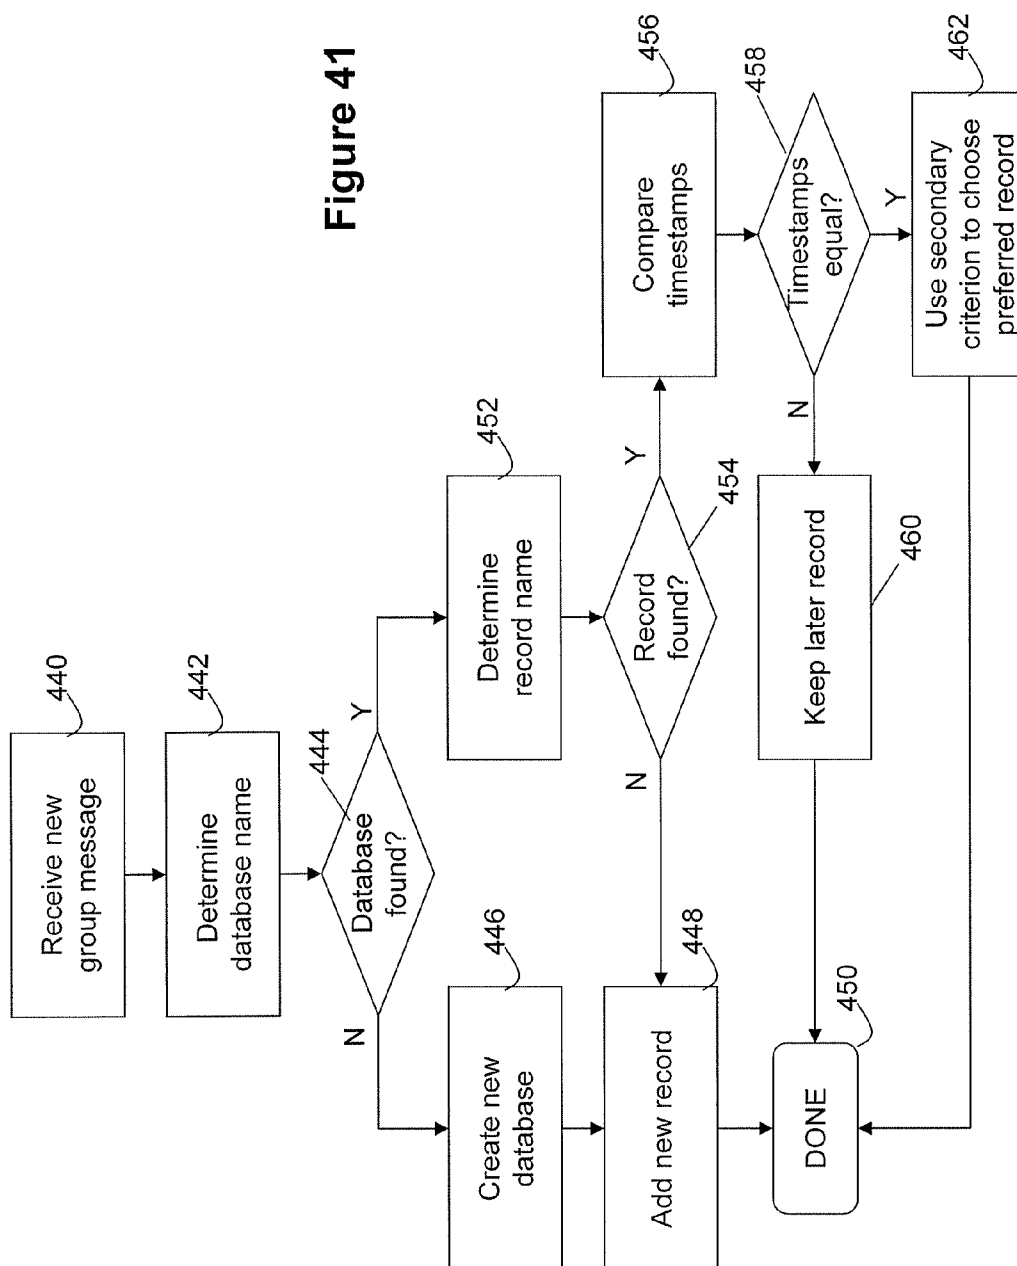 Figure 41
440
Receive new
group message
442
Determine
database name
444
Database
found?
N
Y
446
Create new
database
448
Add new record
450
DONE
452
Determine
record name
454
Record
found?
N
Y
456
Compare
timestamps
458
Timestamps
equal?
N
Y
460
Keep later record
462
Use secondary
criterion to choose
preferred record